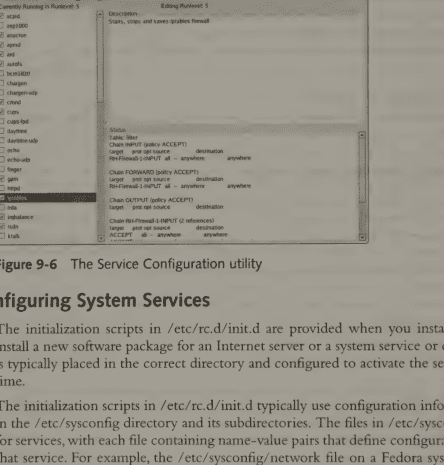 Currently Running in Runlevel: 5 Editing Runlevel: 5
acpid
Description
Starts, stops and saves iptables firewall
anacron
apmd
atd
autofs
bcm5820
chargen
chargen-udp
crond
cups
cups-lpd
daytime
daytime-udp
echo
echo-udp
finger
gpm
httpd
iptables
irda
irqbalance
isdn
krb5
Status
Table: filter
Chain INPUT (policy ACCEPT)
target prot opt source destination
RH-Firewall-1-INPUT all -- anywhere anywhere
Chain FORWARD (policy ACCEPT)
target prot opt source destination
RH-Firewall-1-INPUT all -- anywhere anywhere
Chain OUTPUT (policy ACCEPT)
target prot opt source destination
Chain RH-Firewall-1-INPUT (2 references)
target prot opt source destination
ACCEPT all -- anywhere anywhere
igure 9-6 The Service Configuration utility
nfiguring System Services
The initialization scripts in /etc/rc.d/init.d are provided when you insta
nstall a new software package for an Internet server or a system service or
s typically placed in the correct directory and configured to activate the se
ime.
The initialization scripts in /etc/rc.d/init.d typically use configuration info
n the /etc/sysconfig directory and its subdirectories. The files in /etc/sysc
or services, with each file containing name-value pairs that define configura
hat service. For example, the /etc/sysconfig/network file on a Fedora sys